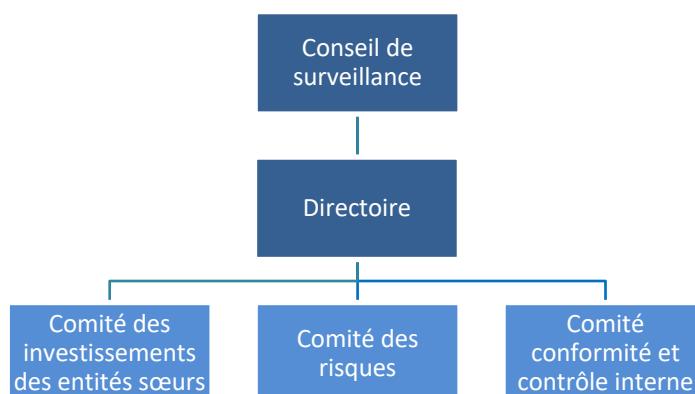 Conseil de
surveillance
Directoire
Comité des
investissements
des entités sœurs
Comité des
risques
Comité
conformité et
contrôle interne